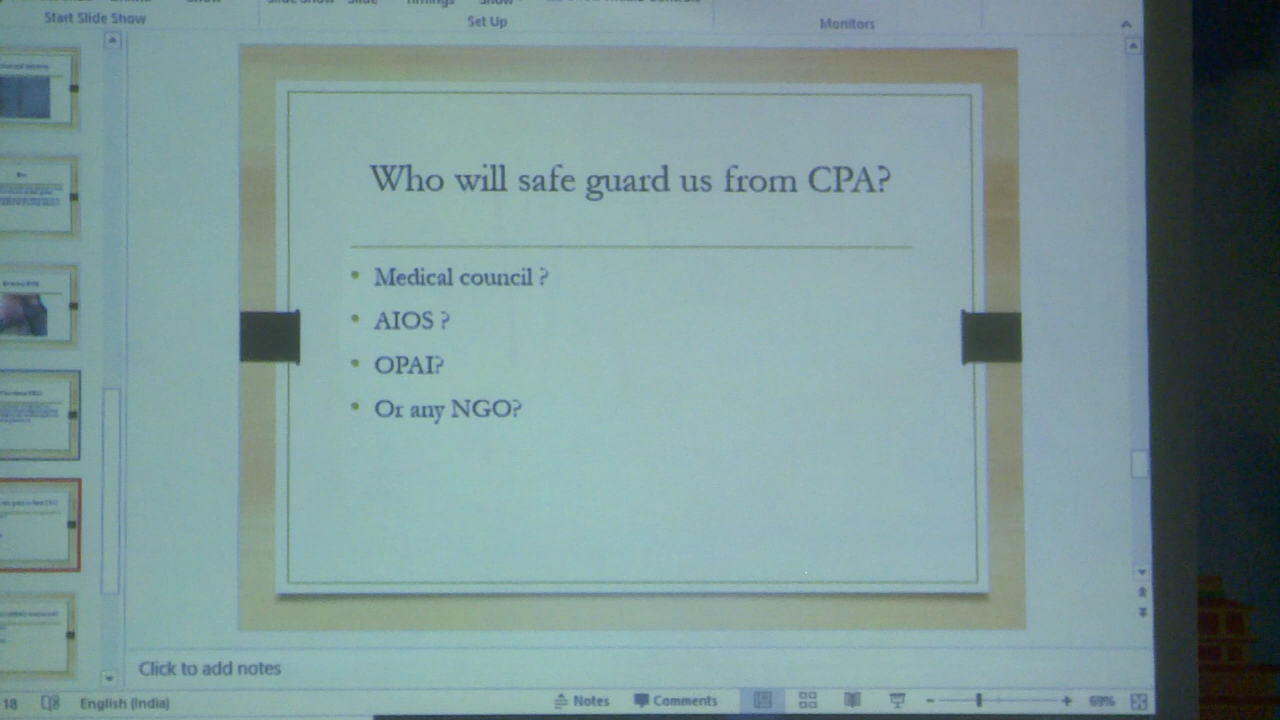 Start Slide Show
Set Up
Monitors
Who will safe guard us from CPA?
• Medical council ?
• AIOS ?
• OPAI?
• Or any NGO?
Click to add notes
18 English (India) Notes Comments 69%